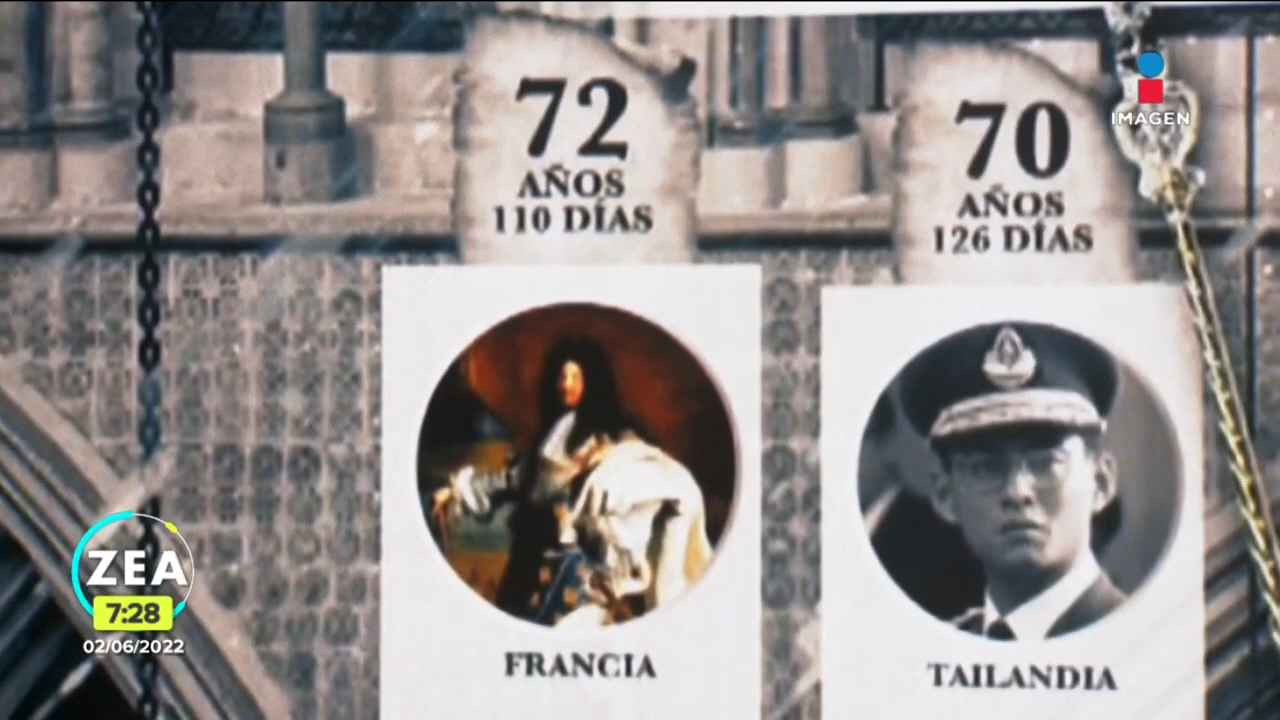 72
AÑOS
110 DÍAS
70
AÑOS
126 DÍAS
IMAGEN
FRANCIA
TAILANDIA
ZEA
7:28
02/06/2022